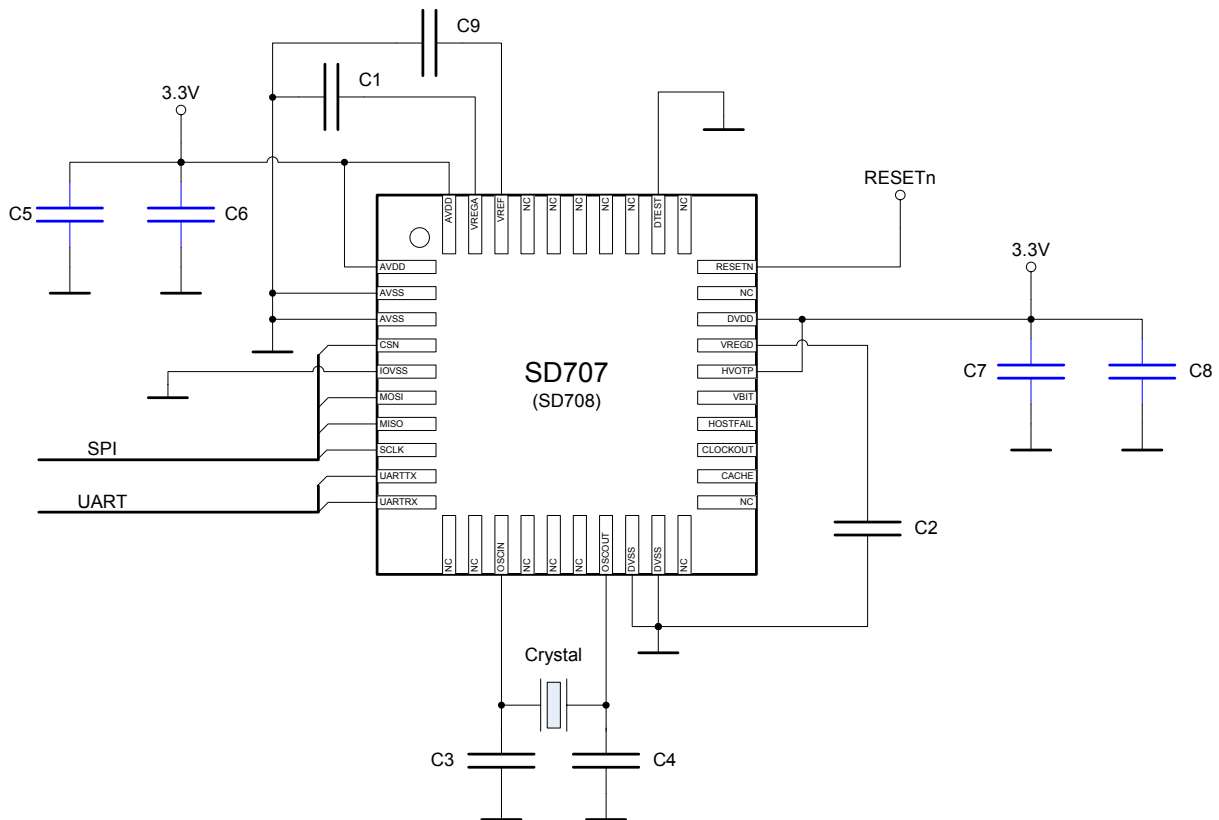 C9
C1
3.3V
C5
C6
AVDD
VREGA
VREF
NC
NC
NC
NC
NC
DTEST
NC
RESETn
3.3V
AVDD
AVSS
AVSS
CSN
IOVSS
MOSI
MISO
SCLK
UARTTX
UARTRX
SPI
UART
SD707
(SD708)
RESETN
NC
DVDD
VREGD
HVOTP
VBIT
HOSTFAIL
CLOCKOUT
CACHE
NC
C7
C8
C2
NC
NC
OSCIN
NC
NC
NC
OSCOUT
DVSS
DVSS
NC
Crystal
C3
C4